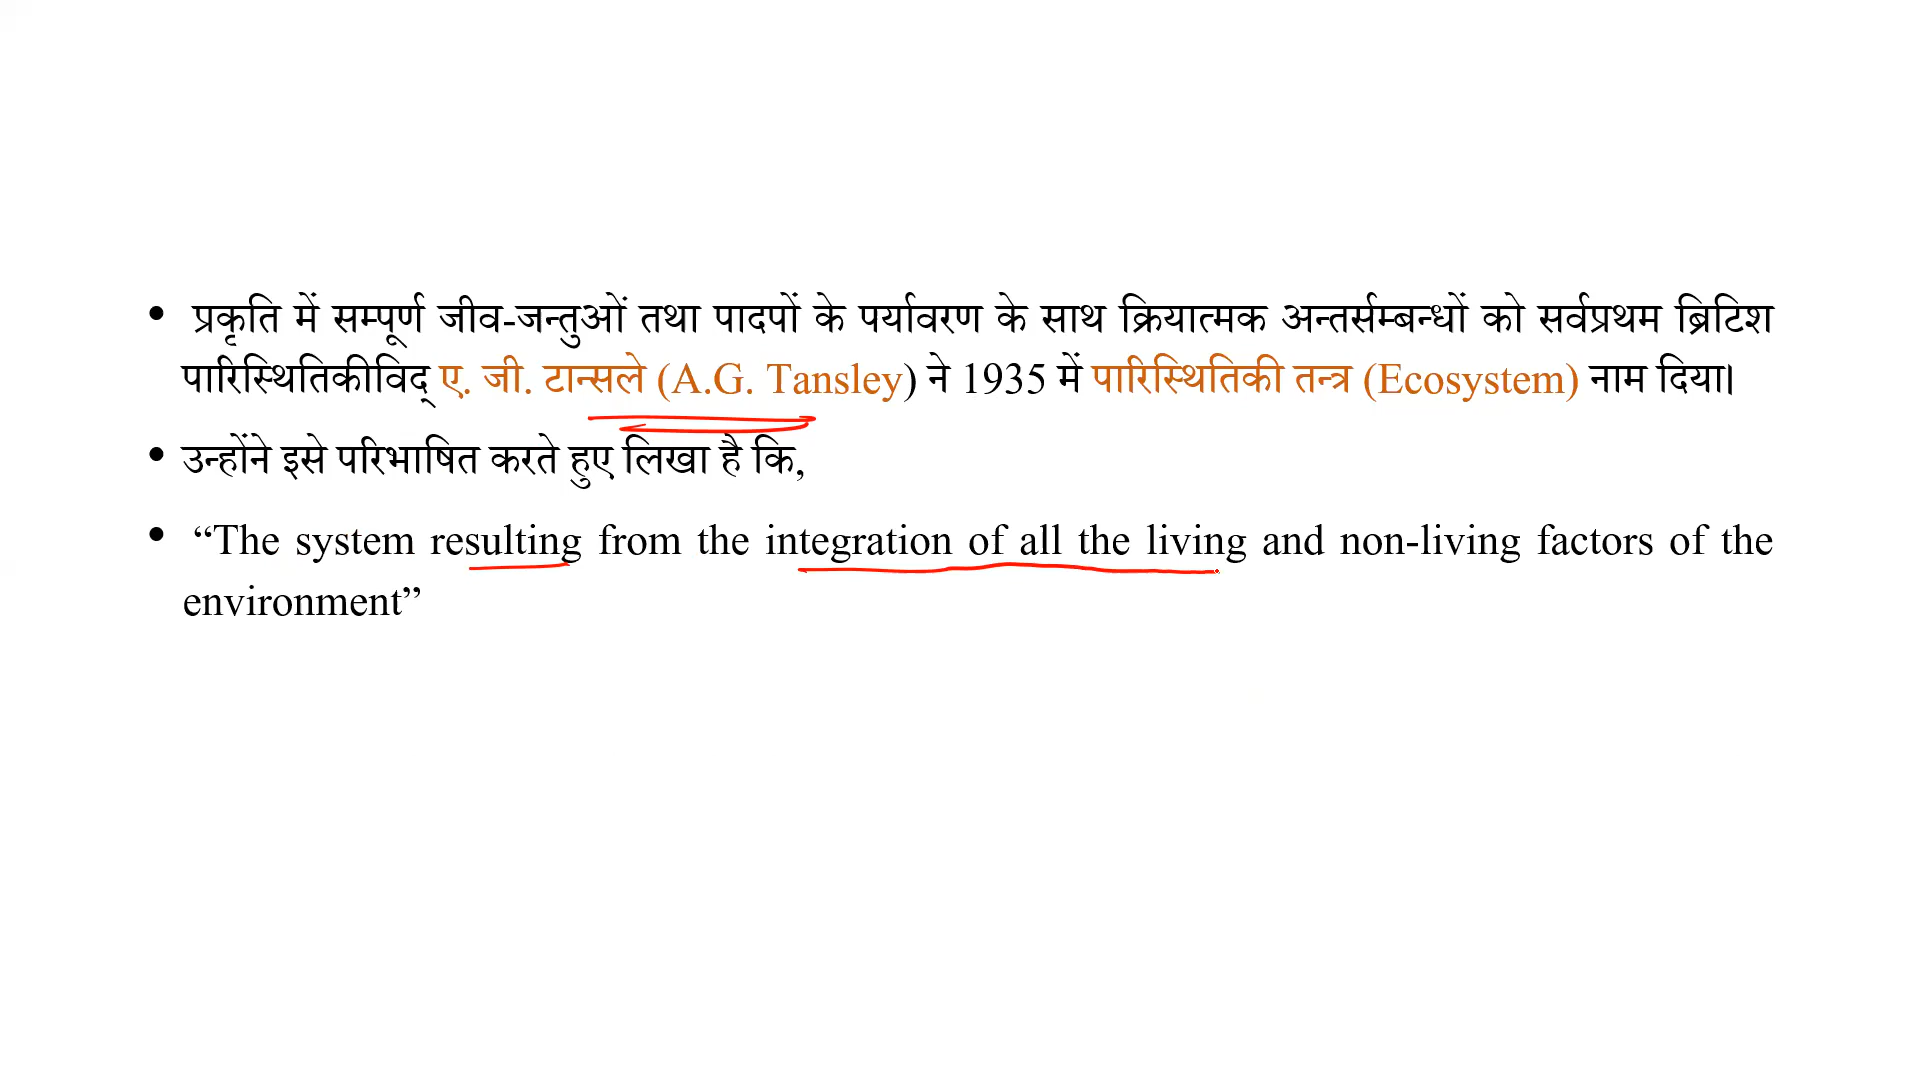 • प्रकृति में सम्पूर्ण जीव-जन्तुओं तथा पादपों के पर्यावरण के साथ क्रियात्मक अन्तर्सम्बन्धों को सर्वप्रथम ब्रिटिश
पारिस्थितिकीविद् ए. जी. टान्सले (A.G. Tansley) ने 1935 में पारिस्थितिकी तन्त्र (Ecosystem) नाम दिया।
• उन्होंने इसे परिभाषित करते हुए लिखा है कि,
• “The system resulting from the integration of all the living and non-living factors of the
environment”